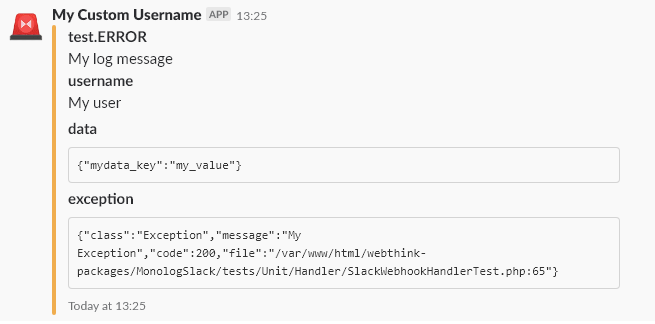 My Custom Username APP 13:25
test.ERROR
My log message
username
My user
data
{"mydata_key":"my_value"}
exception
{"class":"Exception","message":"My
Exception","code":200,"file":"/var/www/html/webthink-
packages/MonologSlack/tests/Unit/Handler/SlackWebhookHandlerTest.php:65"}
Today at 13:25